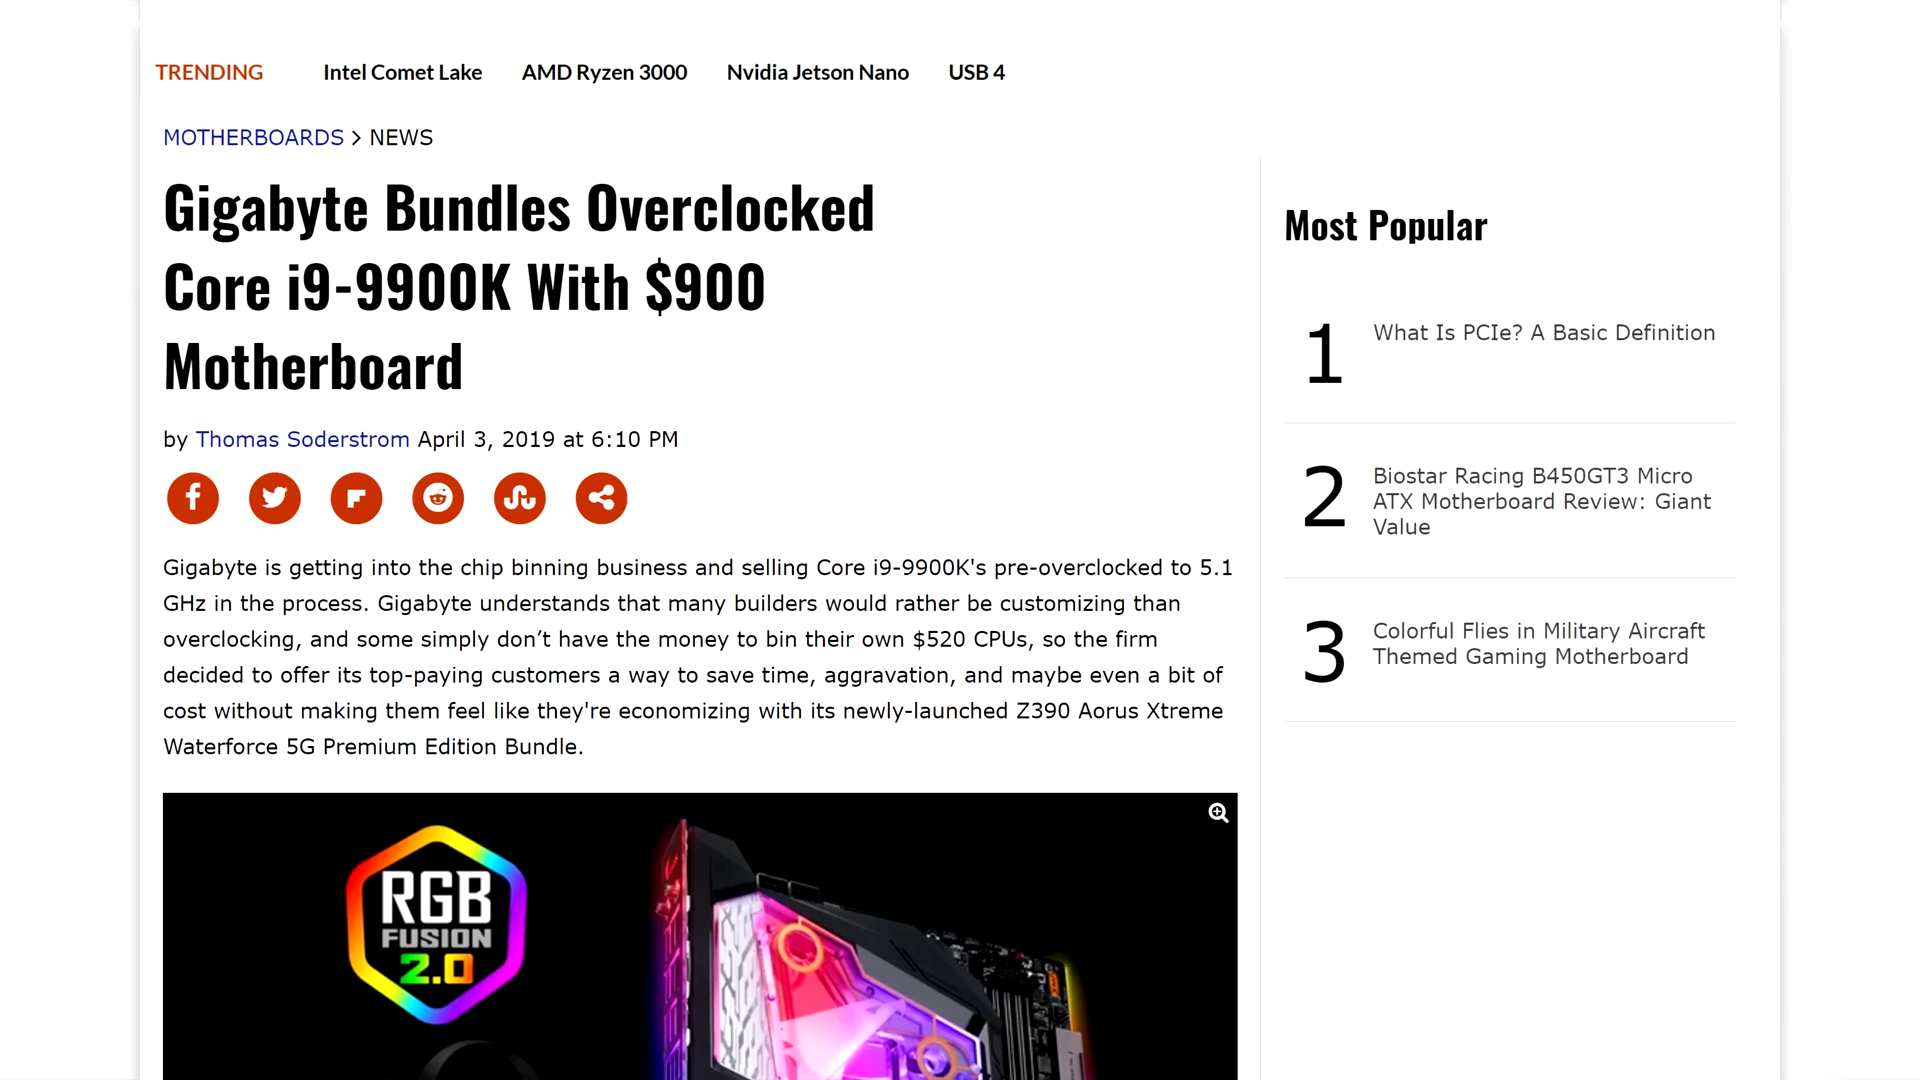 TRENDING Intel Comet Lake AMD Ryzen 3000 Nvidia Jetson Nano USB 4
MOTHERBOARDS > NEWS
Gigabyte Bundles Overclocked
Core i9-9900K With $900
Motherboard
by Thomas Soderstrom April 3, 2019 at 6:10 PM
Gigabyte is getting into the chip binning business and selling Core i9-9900K's pre-overclocked to 5.1
GHz in the process. Gigabyte understands that many builders would rather be customizing than
overclocking, and some simply don’t have the money to bin their own $520 CPUs, so the firm
decided to offer its top-paying customers a way to save time, aggravation, and maybe even a bit of
cost without making them feel like they're economizing with its newly-launched Z390 Aorus Xtreme
Waterforce 5G Premium Edition Bundle.
RGB
FUSION
2.0
Most Popular
1 What Is PCIe? A Basic Definition
2 Biostar Racing B450GT3 Micro
ATX Motherboard Review: Giant
Value
3 Colorful Flies in Military Aircraft
Themed Gaming Motherboard